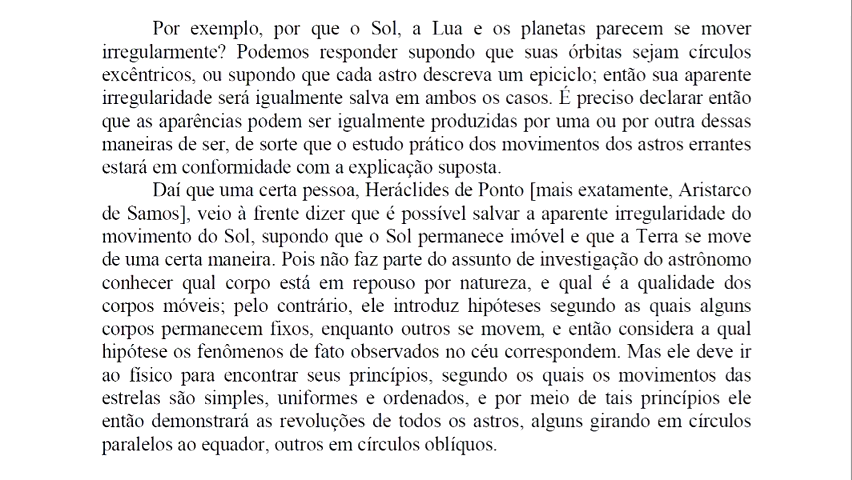 Por exemplo, por que o Sol, a Lua e os planetas parecem se mover
irregularmente? Podemos responder supondo que suas órbitas sejam círculos
excêntricos, ou supondo que cada astro descreva um epiciclo; então sua aparente
irregularidade será igualmente salva em ambos os casos. É preciso declarar então
que as aparências podem ser igualmente produzidas por uma ou por outra dessas
maneiras de ser, de sorte que o estudo prático dos movimentos dos astros errantes
estará em conformidade com a explicação suposta.
Daí que uma certa pessoa, Heráclides de Ponto [mais exatamente, Aristarco
de Samos], veio à frente dizer que é possível salvar a aparente irregularidade do
movimento do Sol, supondo que o Sol permanece imóvel e que a Terra se move
de uma certa maneira. Pois não faz parte do assunto de investigação do astrônomo
conhecer qual corpo está em repouso por natureza, e qual é a qualidade dos
corpos móveis; pelo contrário, ele introduz hipóteses segundo as quais alguns
corpos permanecem fixos, enquanto outros se movem, e então considera a qual
hipótese os fenômenos de fato observados no céu correspondem. Mas ele deve ir
ao físico para encontrar seus princípios, segundo os quais os movimentos das
estrelas são simples, uniformes e ordenados, e por meio de tais princípios ele
então demonstrará as revoluções de todos os astros, alguns girando em círculos
paralelos ao equador, outros em círculos oblíquos.